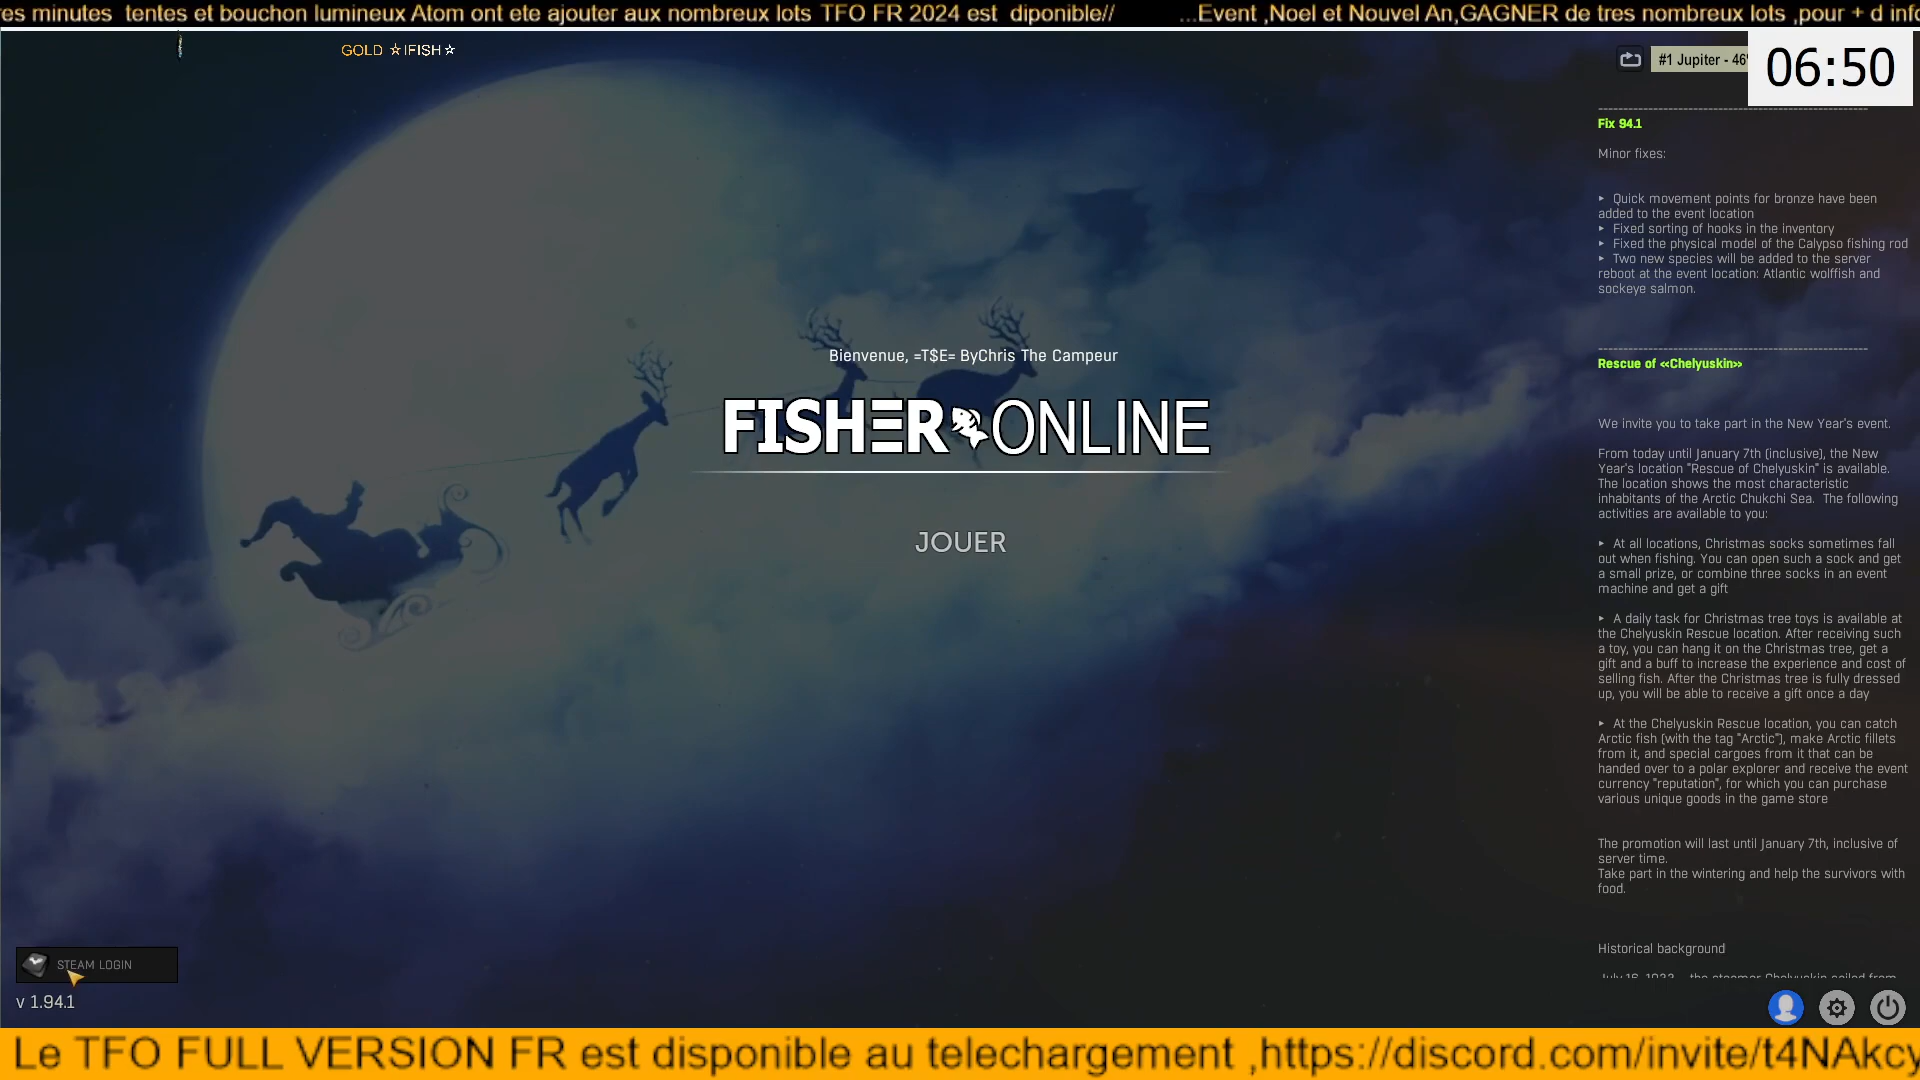 res minutes tentes et bouchon lumineux Atom ont ete ajouter aux nombreux lots TFO FR 2024 est diponible// ...Event ,Noel et Nouvel An,GAGNER de tres nombreux lots ,pour + d info
GOLD ☆IFISH☆
#1 Jupiter - 46
06:50
Fix 94.1
Minor fixes:
‣ Quick movement points for bronze have been
added to the event location
‣ Fixed sorting of hooks in the inventory
‣ Fixed the physical model of the Calypso fishing rod
‣ Two new species will be added to the server
reboot at the event location: Atlantic wolffish and
sockeye salmon.
Rescue of «Chelyuskin»
We invite you to take part in the New Year's event.
From today until January 7th (inclusive), the New
Year's location "Rescue of Chelyuskin" is available.
The location shows the most characteristic
inhabitants of the Arctic Chukchi Sea. The following
activities are available to you:
‣ At all locations, Christmas socks sometimes fall
out when fishing. You can open such a sock and get
a small prize, or combine three socks in an event
machine and get a gift
‣ A daily task for Christmas tree toys is available at
the Chelyuskin Rescue location. After receiving such
a toy, you can hang it on the Christmas tree, get a
gift and a buff to increase the experience and cost of
selling fish. After the Christmas tree is fully dressed
up, you will be able to receive a gift once a day
‣ At the Chelyuskin Rescue location, you can catch
Arctic fish (with the tag "Arctic"), make Arctic fillets
from it, and special cargoes from it that can be
handed over to a polar explorer and receive the event
currency "reputation", for which you can purchase
various unique goods in the game store
The promotion will last until January 7th, inclusive of
server time.
Take part in the wintering and help the survivors with
food.
Historical background
July 16, 1933 – the steamer Chelyuskin sailed from
Bienvenue, =T$E= ByChris The Campeur
FISHER ONLINE
JOUER
STEAM LOGIN
v 1.94.1
Le TFO FULL VERSION FR est disponible au telechargement ,https://discord.com/invite/t4NAkcy